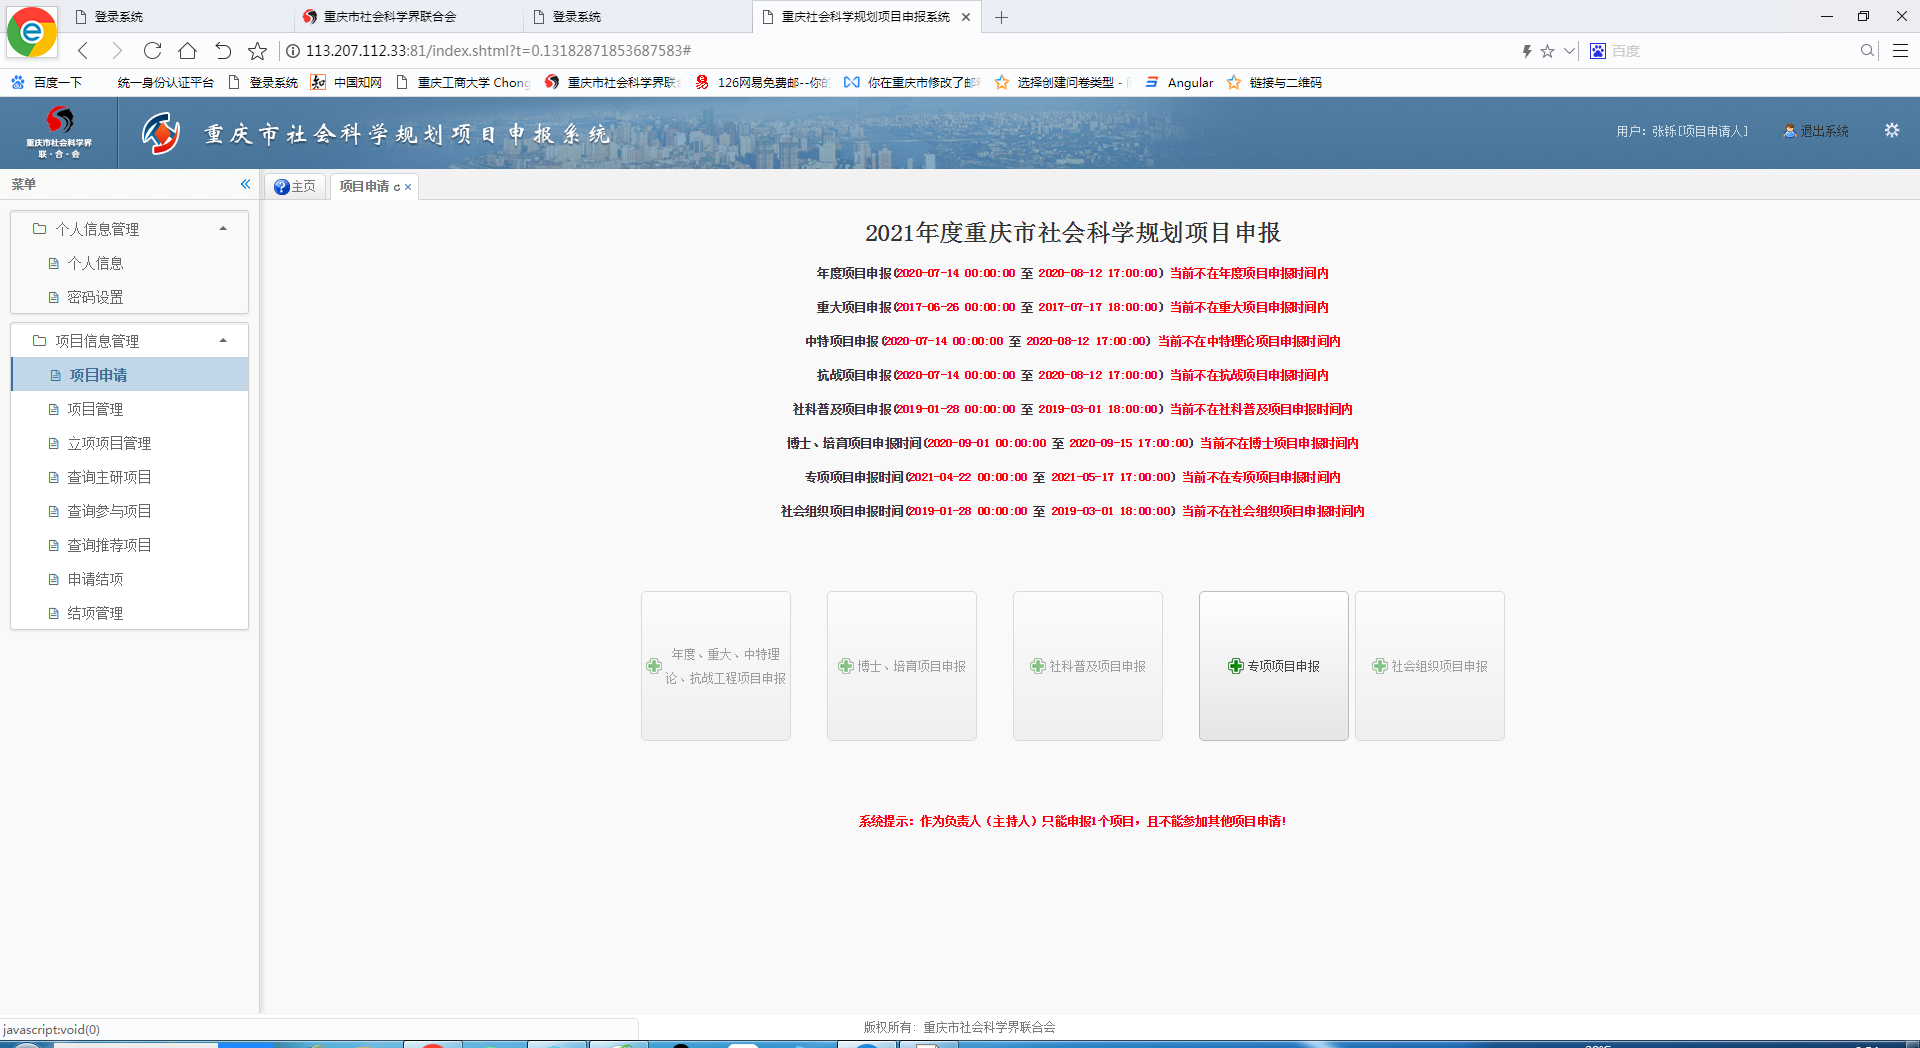 登录系统
重庆市社会科学界联合会
登录系统
重庆社会科学规划项目申报系统
113.207.112.33:81/index.shtml?t=0.13182871853687583#
百度
百度一下
统一身份认证平台
登录系统
中国知网
重庆工商大学 Chong
重庆市社会科学界联
126网易免费邮--你的
你在重庆市修改了邮
选择创建问卷类型 -
Angular
链接与二维码
重庆市社会科学界
联·合·会
重庆市社会科学规划项目申报系统
用户：张铄[项目申请人]
退出系统
菜单
主页
项目申请
个人信息管理
个人信息
密码设置
项目信息管理
项目申请
项目管理
立项项目管理
查询主研项目
查询参与项目
查询推荐项目
申请结项
结项管理
2021年度重庆市社会科学规划项目申报
年度项目申报(2020-07-14 00:00:00 至 2020-08-12 17:00:00) 当前不在年度项目申报时间内
重大项目申报(2017-06-26 00:00:00 至 2017-07-17 18:00:00) 当前不在重大项目申报时间内
中特项目申报(2020-07-14 00:00:00 至 2020-08-12 17:00:00) 当前不在中特理论项目申报时间内
抗战项目申报(2020-07-14 00:00:00 至 2020-08-12 17:00:00) 当前不在抗战项目申报时间内
社科普及项目申报(2019-01-28 00:00:00 至 2019-03-01 18:00:00) 当前不在社科普及项目申报时间内
博士、培育项目申报时间(2020-09-01 00:00:00 至 2020-09-15 17:00:00) 当前不在博士项目申报时间内
专项项目申报时间(2021-04-22 00:00:00 至 2021-05-17 17:00:00) 当前不在专项项目申报时间内
社会组织项目申报时间(2019-01-28 00:00:00 至 2019-03-01 18:00:00) 当前不在社会组织项目申报时间内
年度、重大、中特理
论、抗战工程项目申报
博士、培育项目申报
社科普及项目申报
专项项目申报
社会组织项目申报
系统提示：作为负责人（主持人）只能申报1个项目，且不能参加其他项目申请!
javascript:void(0)
版权所有：重庆市社会科学界联合会